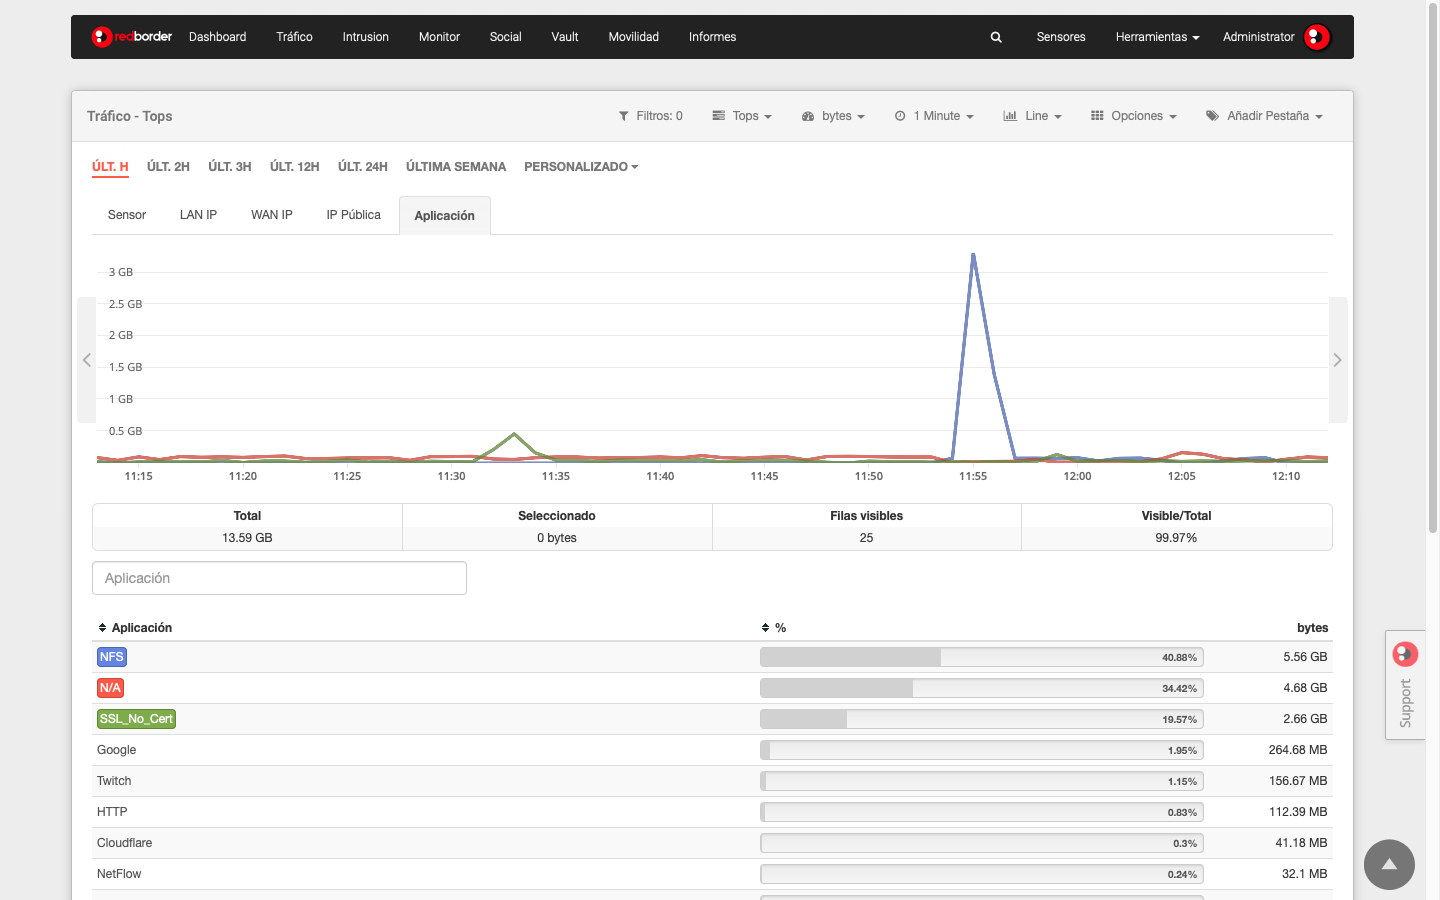 redborder Dashboard Tráfico Intrusion Monitor Social Vault Movilidad Informes Sensores Herramientas Administrator
Tráfico - Tops Filtros: 0 Tops bytes 1 Minute Line Opciones Añadir Pestaña
ÚLT. H ÚLT. 2H ÚLT. 3H ÚLT. 12H ÚLT. 24H ÚLTIMA SEMANA PERSONALIZADO
Sensor LAN IP WAN IP IP Pública Aplicación
3 GB
2.5 GB
2 GB
1.5 GB
1 GB
0.5 GB
11:15 11:20 11:25 11:30 11:35 11:40 11:45 11:50 11:55 12:00 12:05 12:10
Total Seleccionado Filas visibles Visible/Total
13.59 GB 0 bytes 25 99.97%
Aplicación
Aplicación % bytes
NFS 40.88% 5.56 GB
N/A 34.42% 4.68 GB
SSL_No_Cert 19.57% 2.66 GB
Google 1.95% 264.68 MB
Twitch 1.15% 156.67 MB
HTTP 0.83% 112.39 MB
Cloudflare 0.3% 41.18 MB
NetFlow 0.24% 32.1 MB
Support